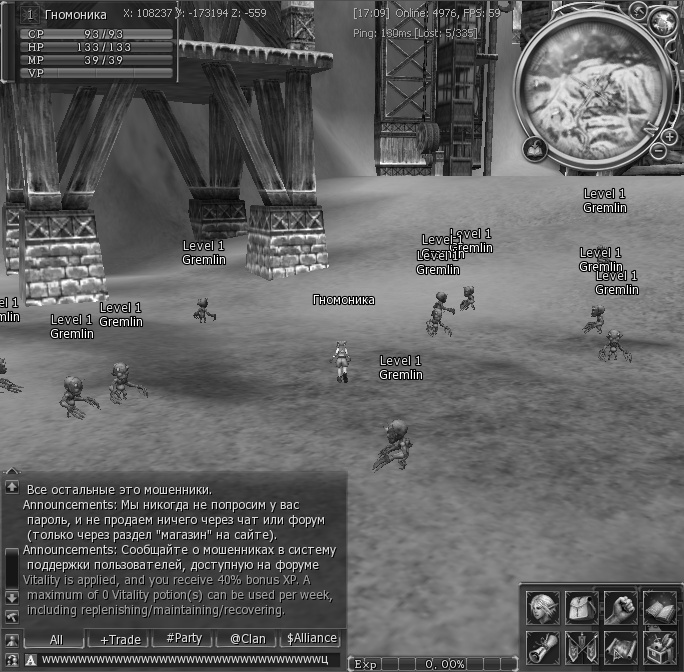 1 Гномоника X: 108237 Y: -173194 Z: -559
[17:09] Online: 4976, FPS: 59
Ping: 180ms [Lost: 5/335]
CP 93/93
HP 133/133
MP 39/39
VP
Level 1
Gremlin
Level 1
Gremlin
Level 1
Gremlin
Level 1
Gremlin
Level 1
Gremlin
Level 1
Gremlin
Level 1
Gremlin
Гномоника
Level 1
Gremlin
Level 1
Gremlin
Level 1
Gremlin
Все остальные это мошенники.
Announcements: Мы никогда не попросим у вас
пароль, и не продаем ничего через чат или форум
(только через раздел "магазин" на сайте).
Announcements: Сообщайте о мошенниках в систему
поддержки пользователей, доступную на форуме
Vitality is applied, and you receive 40% bonus XP. A
maximum of 0 Vitality potion(s) can be used per week,
including replenishing/maintaining/recovering.
All +Trade #Party @Clan $Alliance
A
Exp 0.00%